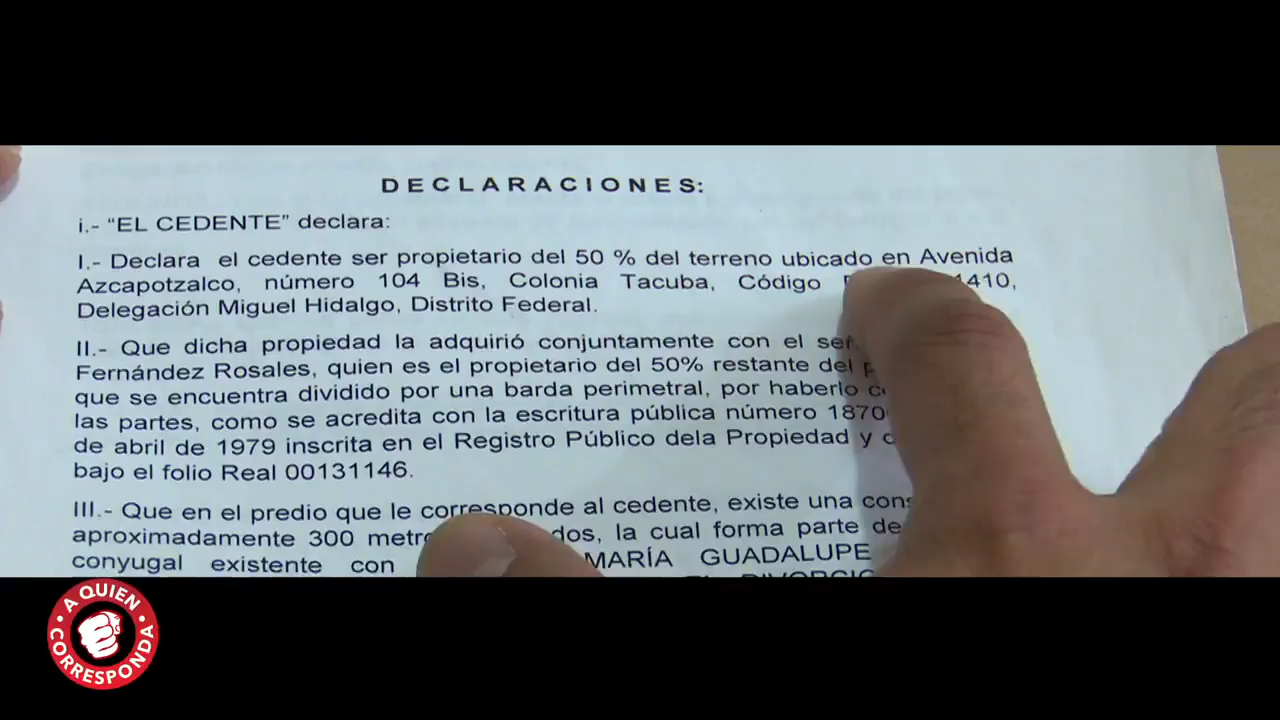 DECLARACIONES:
i.- “EL CEDENTE” declara:
I.- Declara el cedente ser propietario del 50 % del terreno ubicado en Avenida
Azcapotzalco, número 104 Bis, Colonia Tacuba, Código 1410,
Delegación Miguel Hidalgo, Distrito Federal.
II.- Que dicha propiedad la adquirió conjuntamente con el
Fernández Rosales, quien es el propietario del 50% restante del
que se encuentra dividido por una barda perimetral, por haberlo
las partes, como se acredita con la escritura pública número 1870
de abril de 1979 inscrita en el Registro Público dela Propiedad y
bajo el folio Real 00131146.
III.- Que en el predio que le corresponde al cedente, existe una
aproximadamente 300 la cual forma parte
conyugal existente con MARÍA GUADALUPE
A QUIEN CORRESPONDA